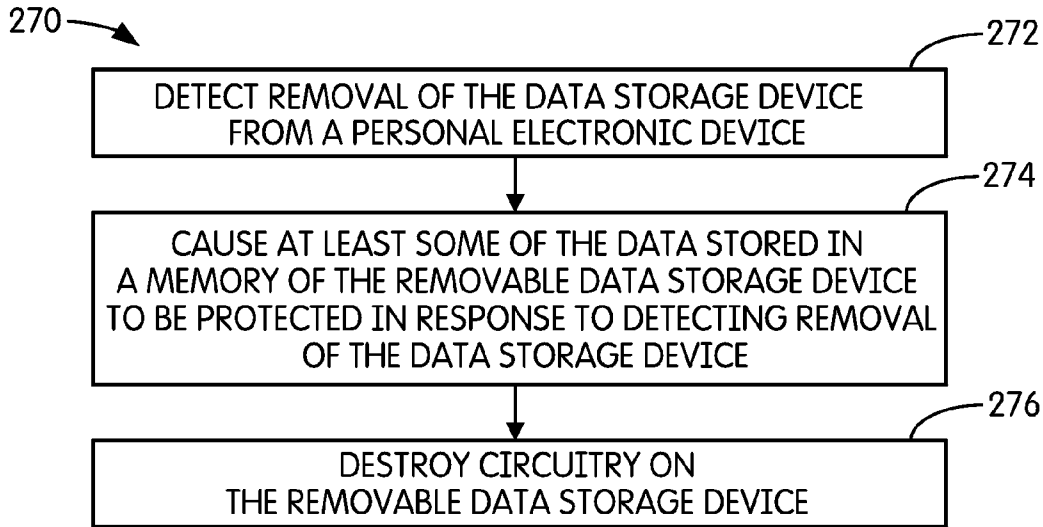 270
272
DETECT REMOVAL OF THE DATA STORAGE DEVICE
FROM A PERSONAL ELECTRONIC DEVICE
274
CAUSE AT LEAST SOME OF THE DATA STORED IN
A MEMORY OF THE REMOVABLE DATA STORAGE DEVICE
TO BE PROTECTED IN RESPONSE TO DETECTING REMOVAL
OF THE DATA STORAGE DEVICE
276
DESTROY CIRCUITRY ON
THE REMOVABLE DATA STORAGE DEVICE